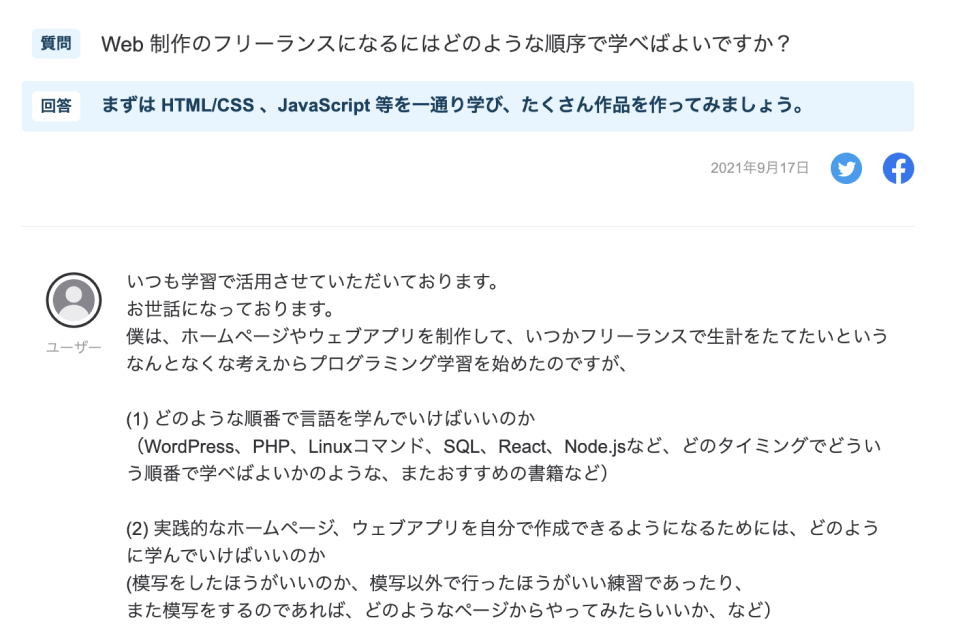 質問 Web 制作のフリーランスになるにはどのような順序で学べばよいですか？
回答 まずは HTML/CSS 、JavaScript 等を一通り学び、たくさん作品を作ってみましょう。
2021年9月17日
いつも学習で活用させていただいております。
お世話になっております。
僕は、ホームページやウェブアプリを制作して、いつかフリーランスで生計をたてたいという
なんとなくな考えからプログラミング学習を始めたのですが、
ユーザー
(1) どのような順番で言語を学んでいけばいいのか
（WordPress、PHP、Linuxコマンド、SQL、React、Node.jsなど、どのタイミングでどうい
う順番で学べばよいかのような、またおすすめの書籍など）
(2) 実践的なホームページ、ウェブアプリを自分で作成できるようになるためには、どのよう
に学んでいけばいいのか
(模写をしたほうがいいのか、模写以外で行ったほうがいい練習であったり、
また模写をするのであれば、どのようなページからやってみたらいいか、など）